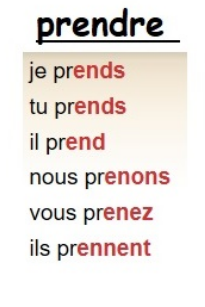 prendre
je prends
tu prends
il prend
nous prenons
vous prenez
ils prennent